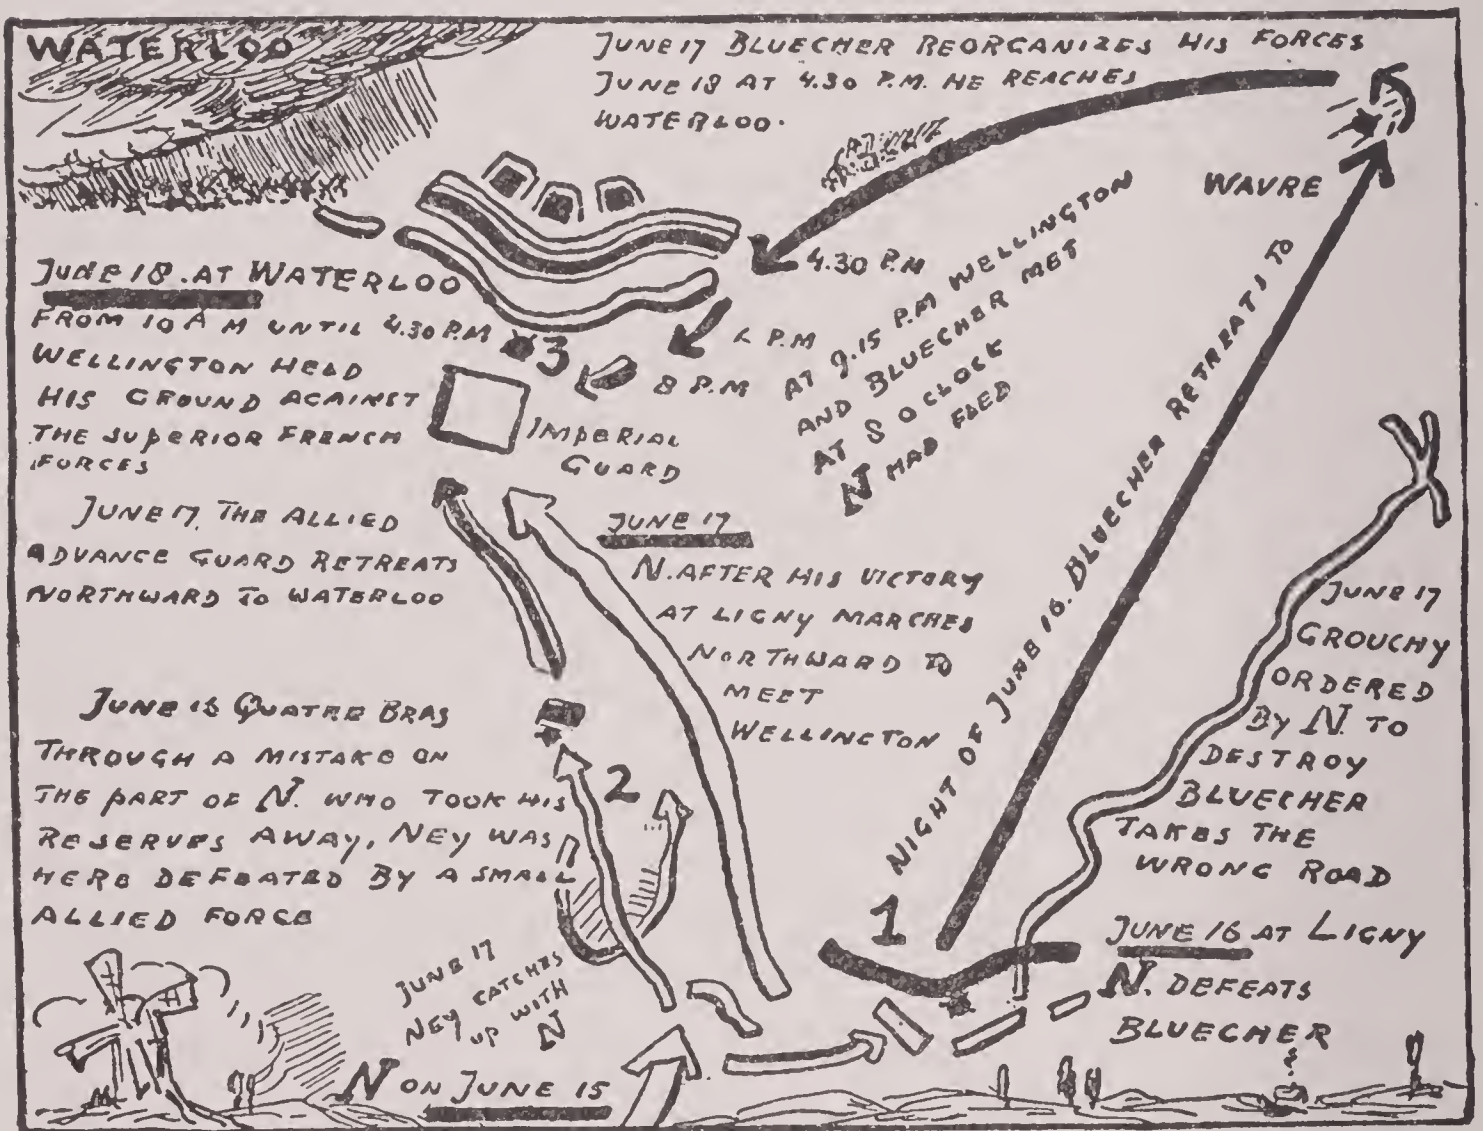 WATERLOO
JUNE 17 BLUECHER REORGANIZES HIS FORCES
JUNE 18 AT 4.30 P.M. HE REACHES
WATERLOO.
WAVRE
4.30 P.M
P.M
8 P.M
AT 9.15 P.M WELLINGTON
AND BLUECHER MET
AT 8 O CLOCK
N HAD FLED
JUNE 18. AT WATERLOO
FROM 10 A M UNTIL 4.30 P.M
WELLINGTON HELD
HIS GROUND AGAINST
THE SUPERIOR FRENCH
FORCES
3
IMPERIAL
GUARD
JUNE 17. THE ALLIED
ADVANCE GUARD RETREATS
NORTHWARD TO WATERLOO
JUNE 17
N. AFTER HIS VICTORY
AT LIGNY MARCHES
NORTHWARD TO
MEET
WELLINGTON
NIGHT OF JUNE 16. BLUECHER RETREATS TO
JUNE 17
GROUCHY
ORDERED
BY N. TO
DESTROY
BLUECHER
TAKES THE
WRONG ROAD
JUNE 16 QUATRE BRAS
THROUGH A MISTAKE ON
THE PART OF N. WHO TOOK HIS
RESERVES AWAY, NEY WAS
HERE DEFEATED BY A SMALL
ALLIED FORCE
2
1
JUNE 16 AT LIGNY
N. DEFEATS
BLUECHER
JUNE 17
NEY CATCHES
UP WITH
N
N ON JUNE 15